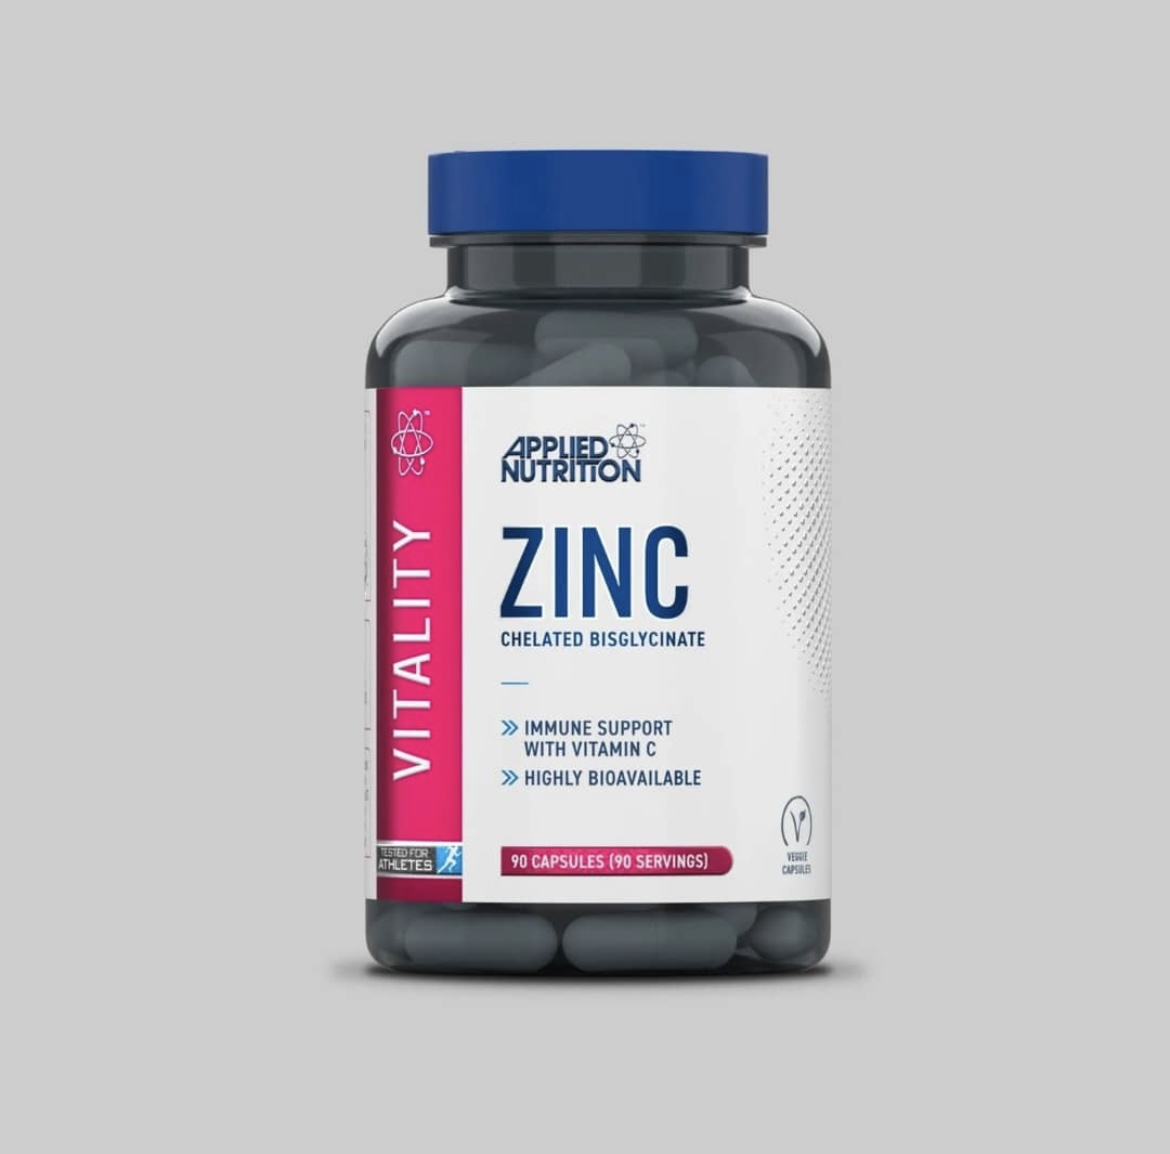 APPLIED
NUTRITION
ZINC
CHELATED BISGLYCINATE
IMMUNE SUPPORT
WITH VITAMIN C
HIGHLY BIOAVAILABLE
90 CAPSULES (90 SERVINGS)
VEGGIE
CAPSULES
VITALITY
TESTED FOR
ATHLETES